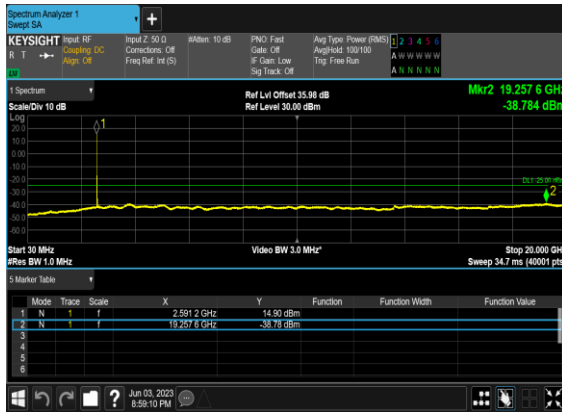 Spectrum Analyzer 1
Swept SA
+
KEYSIGHT Input: RF Input Z: 50 Ω #Atten: 10 dB PNO: Fast Avg Type: Power (RMS) 1 2 3 4 5 6
R T Coupling: DC Corrections: Off Gate: Off Avg|Hold: 100/100 A W W W W W
Align: Off Freq Ref: Int (S) IF Gain: Low Trig: Free Run
Sig Track: Off A N N N N N
1 Spectrum Ref Lvl Offset 35.98 dB Mkr2 19.257 6 GHz
Scale/Div 10 dB Ref Level 30.00 dBm -38.784 dBm
Log
20.0 1
10.0
0.00
-10.0
-20.0 DL1 -25.00 dBm
-30.0 2
-40.0
-50.0
-60.0
Start 30 MHz Video BW 3.0 MHz* Stop 20.000 GHz
#Res BW 1.0 MHz Sweep 34.7 ms (40001 pts)
5 Marker Table
Mode Trace Scale X Y Function Function Width Function Value
1 N 1 f 2.591 2 GHz 14.90 dBm
2 N 1 f 19.257 6 GHz -38.78 dBm
3
4
5
6
? Jun 03, 2023
8:59:10 PM